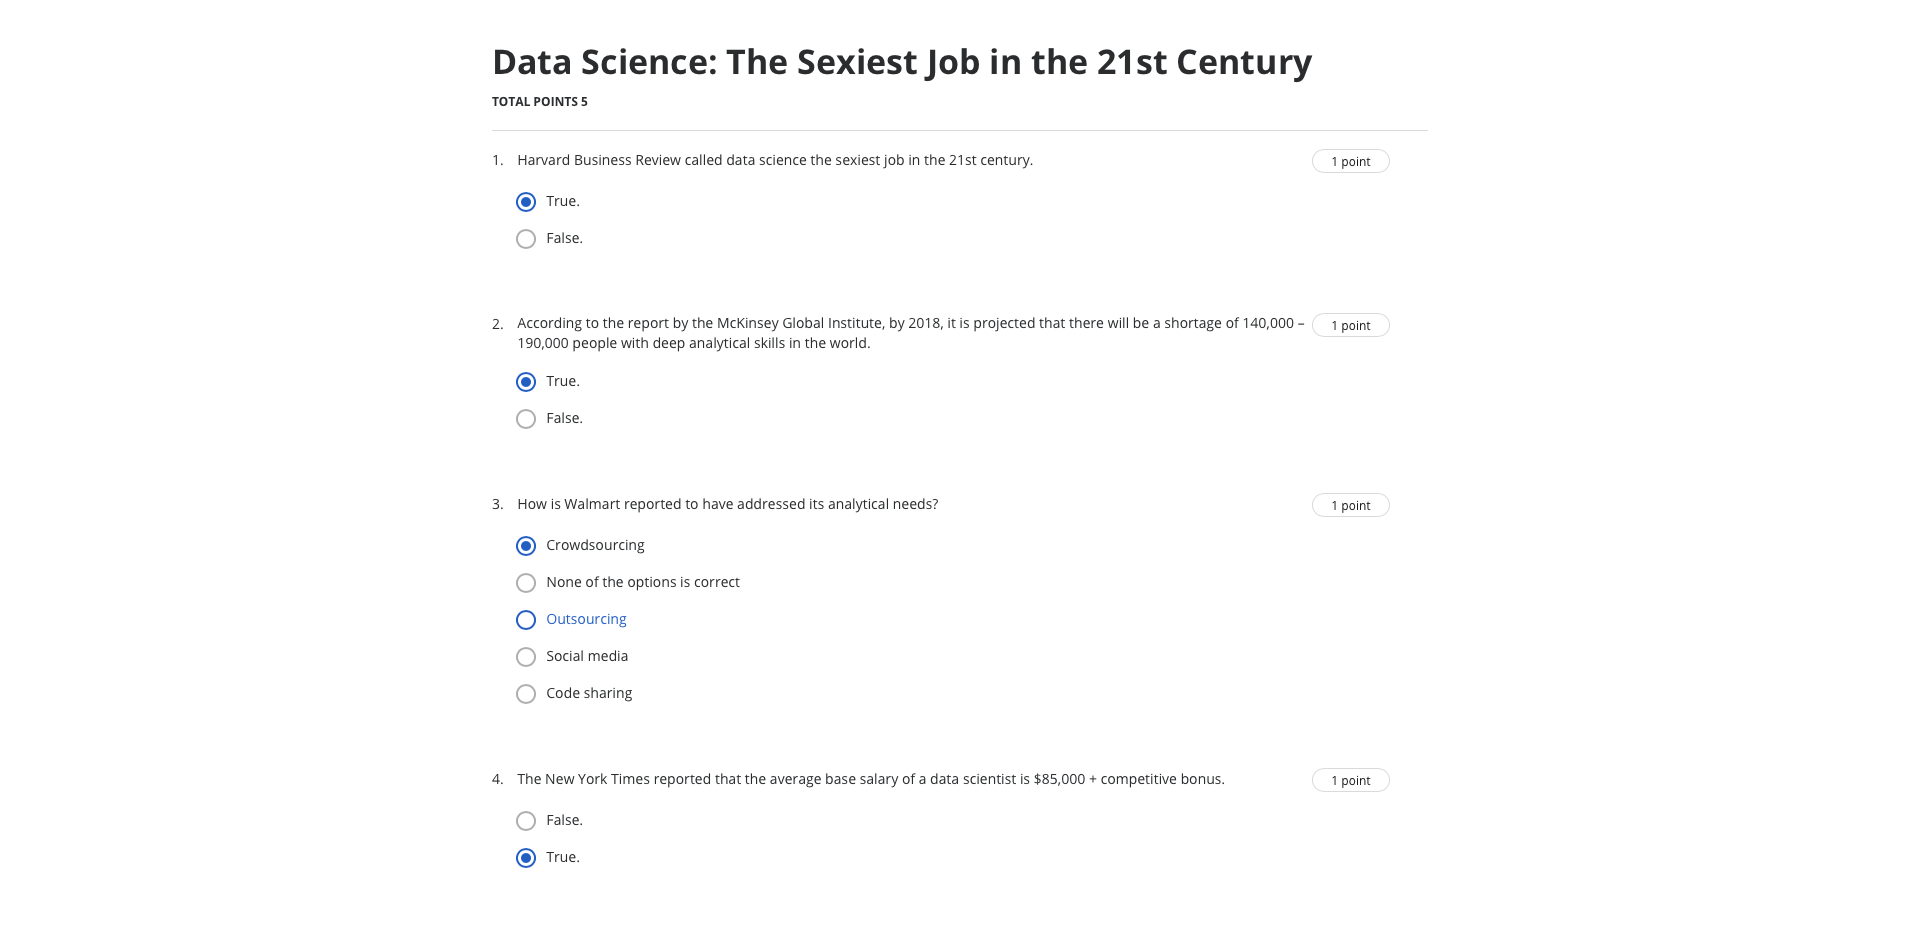 Data Science: The Sexiest Job in the 21st Century
TOTAL POINTS 5
1. Harvard Business Review called data science the sexiest job in the 21st century. 1 point
True.
False.
2. According to the report by the McKinsey Global Institute, by 2018, it is projected that there will be a shortage of 140,000 – 1 point
190,000 people with deep analytical skills in the world.
True.
False.
3. How is Walmart reported to have addressed its analytical needs? 1 point
Crowdsourcing
None of the options is correct
Outsourcing
Social media
Code sharing
4. The New York Times reported that the average base salary of a data scientist is $85,000 + competitive bonus. 1 point
False.
True.